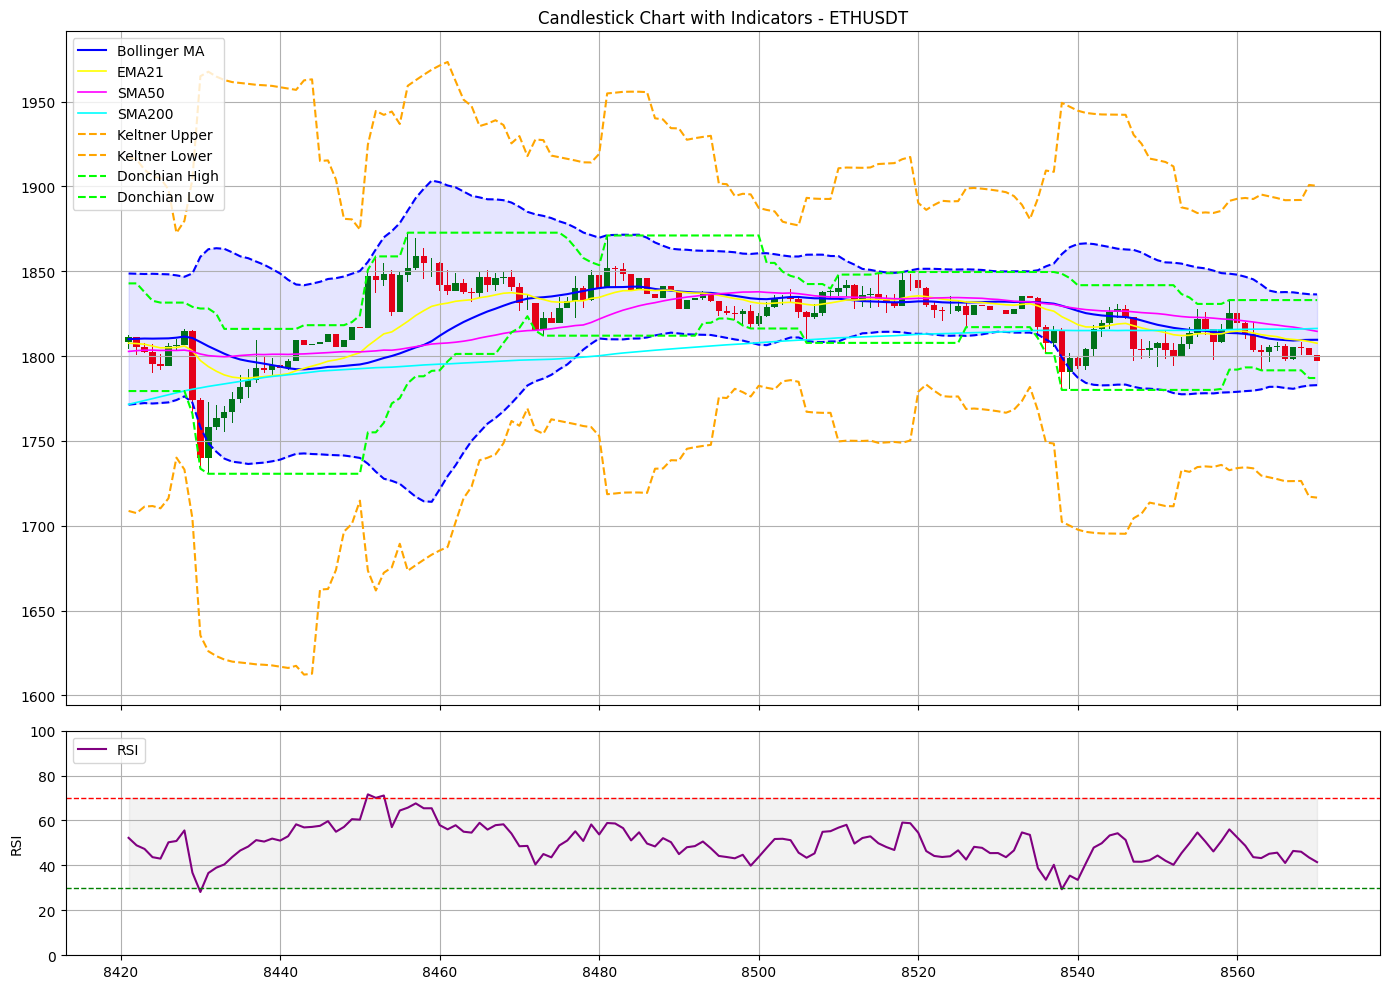 Candlestick Chart with Indicators - ETHUSDT
Bollinger MA
EMA21
SMA50
SMA200
Keltner Upper
Keltner Lower
Donchian High
Donchian Low
1950
1900
1850
1800
1750
1700
1650
1600
RSI
100
80
60
40
20
0
RSI
8420 8440 8460 8480 8500 8520 8540 8560